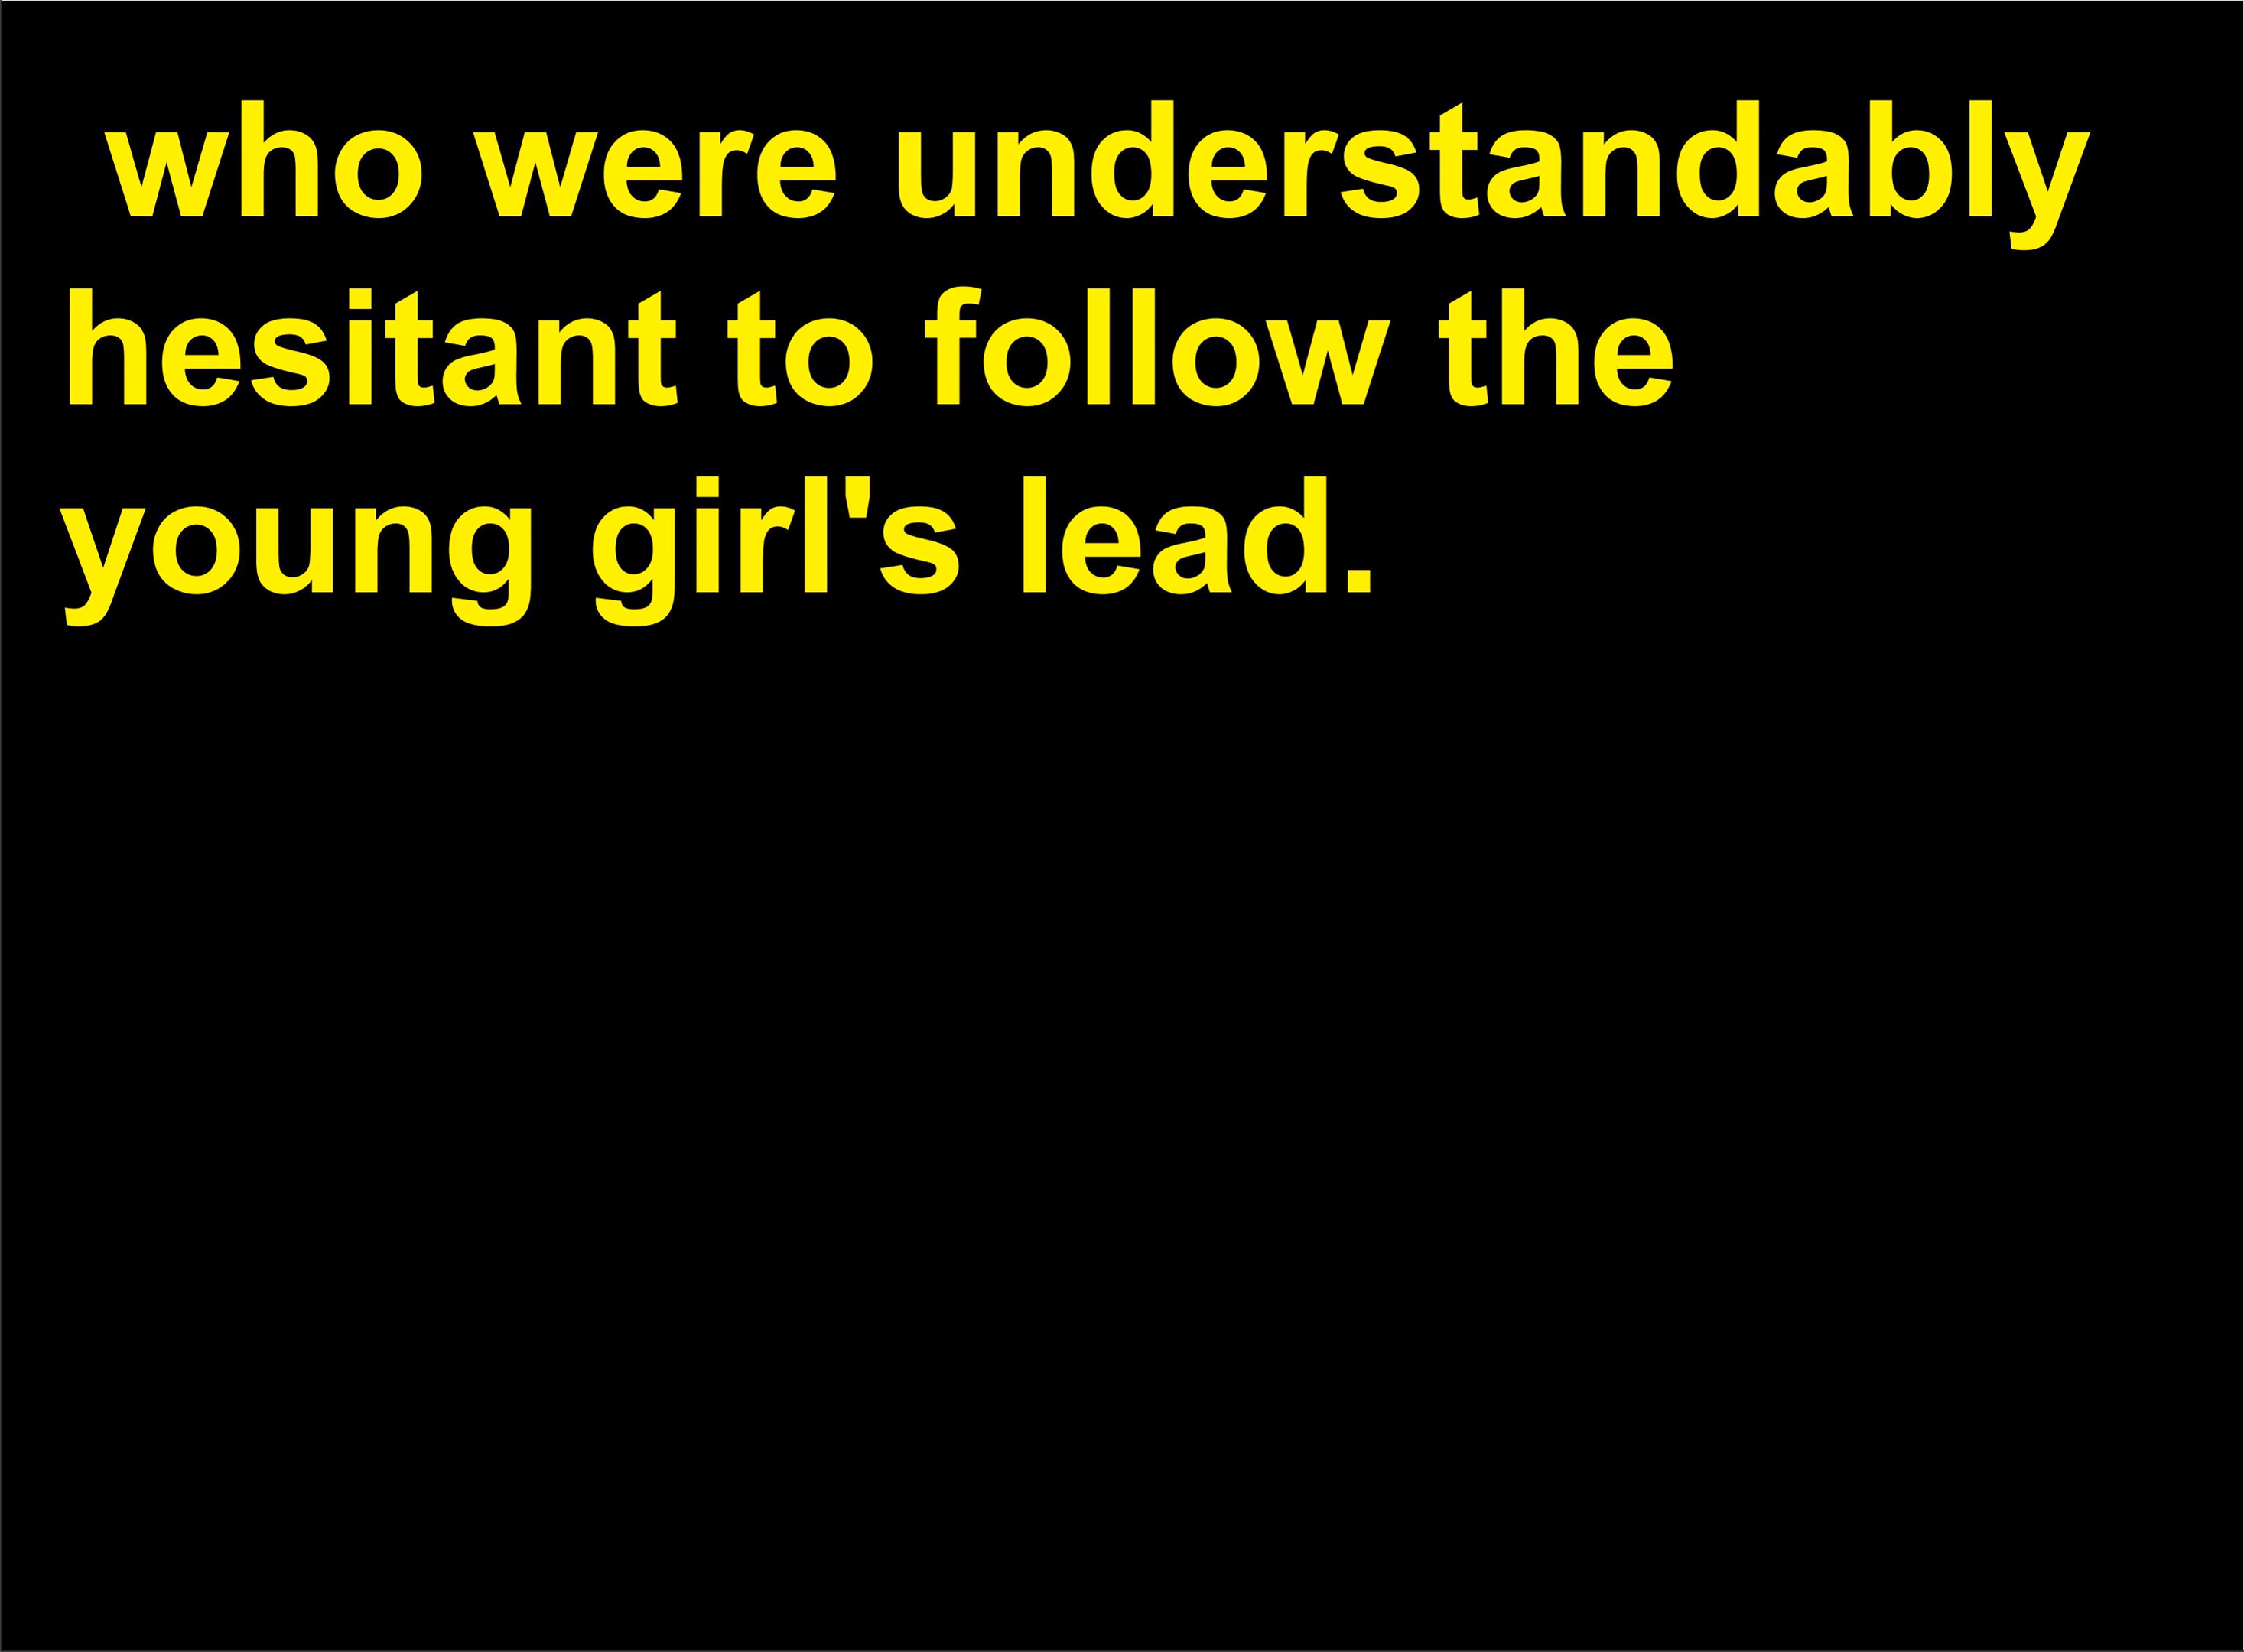 who were understandably
hesitant to follow the
young girl's lead.